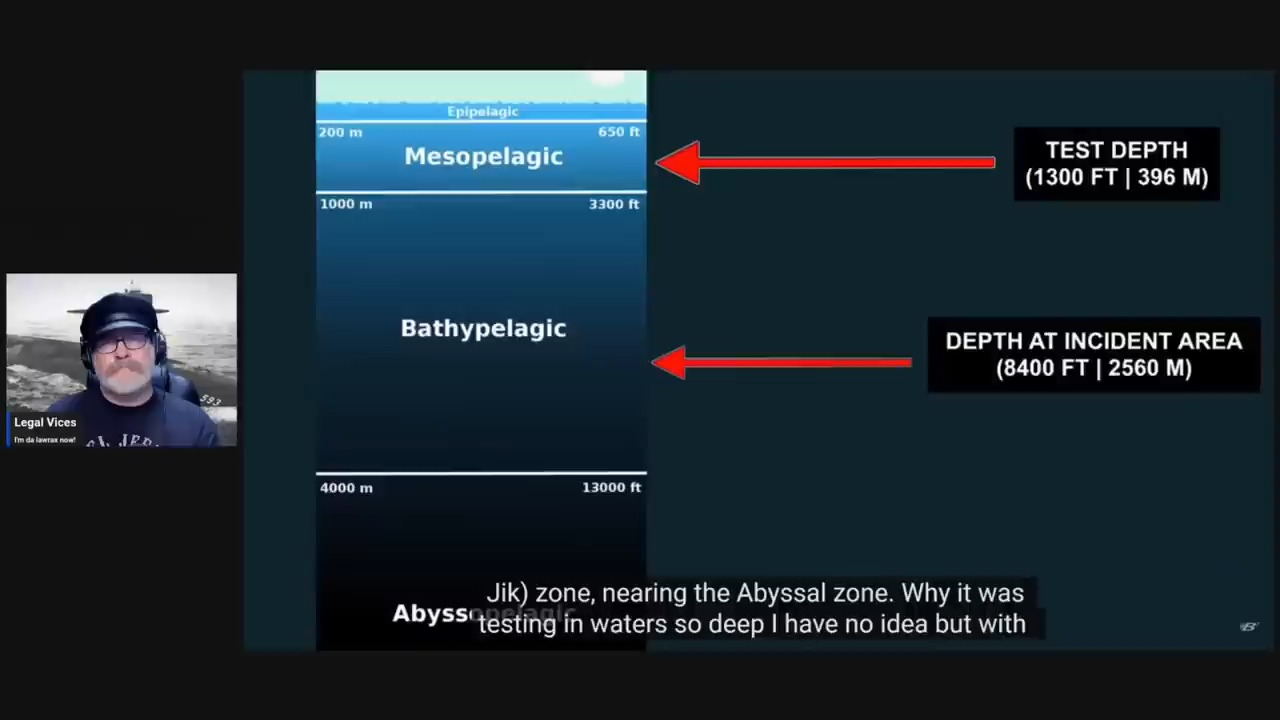 Epipelagic
200 m 650 ft
Mesopelagic
1000 m 3300 ft
Bathypelagic
4000 m 13000 ft
TEST DEPTH
(1300 FT | 396 M)
DEPTH AT INCIDENT AREA
(8400 FT | 2560 M)
593
Legal Vices
I'm da lawrax now!
Jik) zone, nearing the Abyssal zone. Why it was
testing in waters so deep I have no idea but with